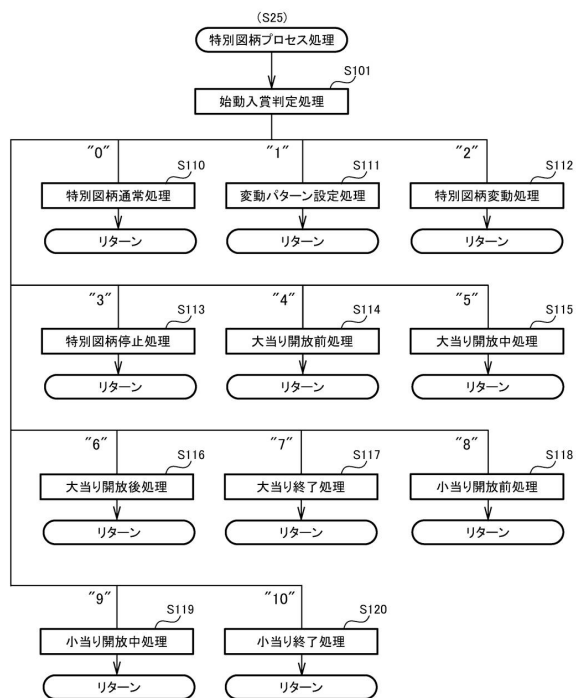 (S25)
特別図柄プロセス処理
S101
始動入賞判定処理
"0"
S110
特別図柄通常処理
リターン
"1"
S111
変動パターン設定処理
リターン
"2"
S112
特別図柄変動処理
リターン
"3"
S113
特別図柄停止処理
リターン
"4"
S114
大当り開放前処理
リターン
"5"
S115
大当り開放中処理
リターン
"6"
S116
大当り開放後処理
リターン
"7"
S117
大当り終了処理
リターン
"8"
S118
小当り開放前処理
リターン
"9"
S119
小当り開放中処理
リターン
"10"
S120
小当り終了処理
リターン